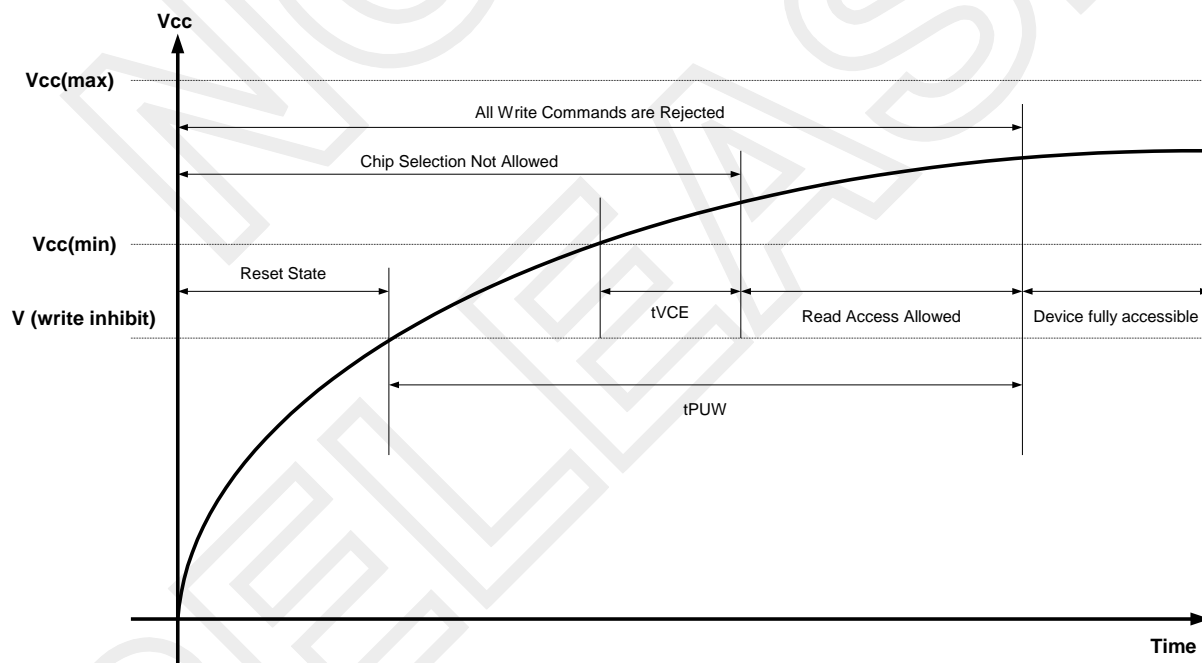 Vcc
Vcc(max)
All Write Commands are Rejected
Chip Selection Not Allowed
Vcc(min)
Reset State
V (write inhibit)
tVCE
Read Access Allowed
Device fully accessible
tPUW
Time